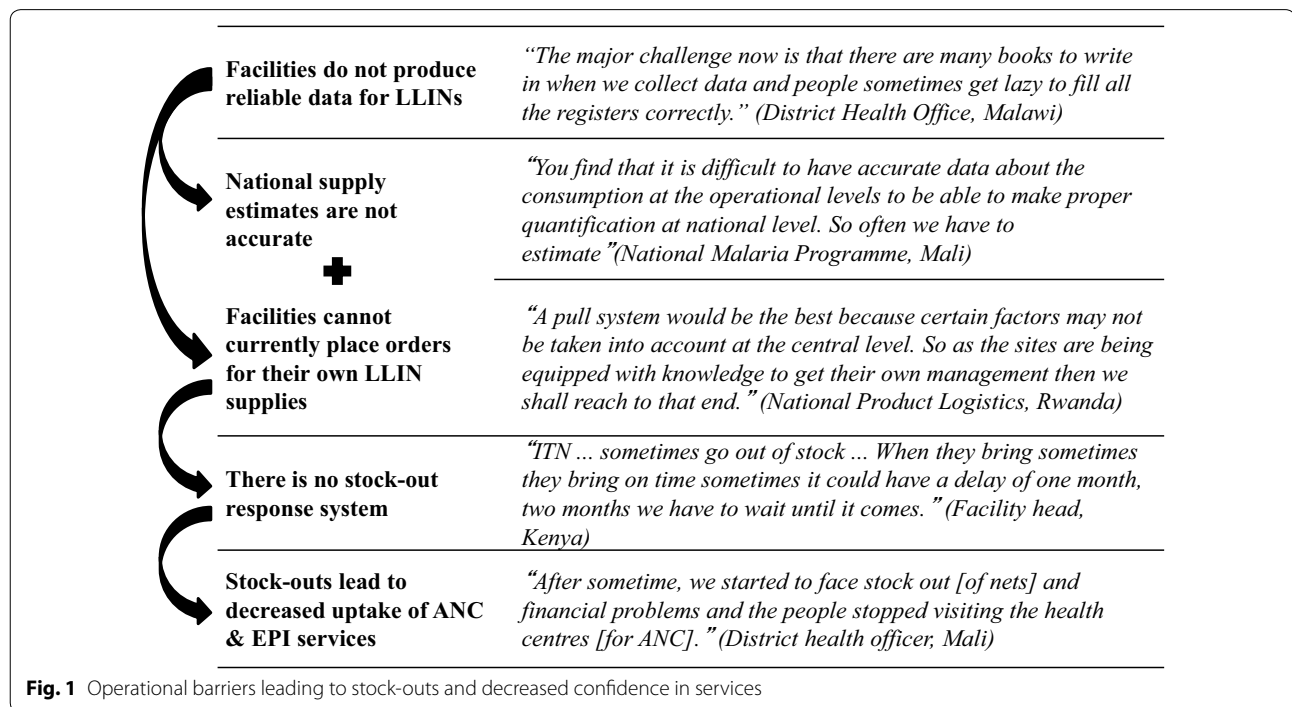 Facilities do not produce
reliable data for LLINs
“The major challenge now is that there are many books to write
in when we collect data and people sometimes get lazy to fill all
the registers correctly.” (District Health Office, Malawi)
National supply
estimates are not
accurate
“You find that it is difficult to have accurate data about the
consumption at the operational levels to be able to make proper
quantification at national level. So often we have to
estimate”(National Malaria Programme, Mali)
Facilities cannot
currently place orders
for their own LLIN
supplies
“A pull system would be the best because certain factors may not
be taken into account at the central level. So as the sites are being
equipped with knowledge to get their own management then we
shall reach to that end.” (National Product Logistics, Rwanda)
There is no stock-out
response system
“ITN ... sometimes go out of stock ... When they bring sometimes
they bring on time sometimes it could have a delay of one month,
two months we have to wait until it comes.” (Facility head,
Kenya)
Stock-outs lead to
decreased uptake of ANC
& EPI services
“After sometime, we started to face stock out [of nets] and
financial problems and the people stopped visiting the health
centres [for ANC].” (District health officer, Mali)
Fig. 1 Operational barriers leading to stock-outs and decreased confidence in services